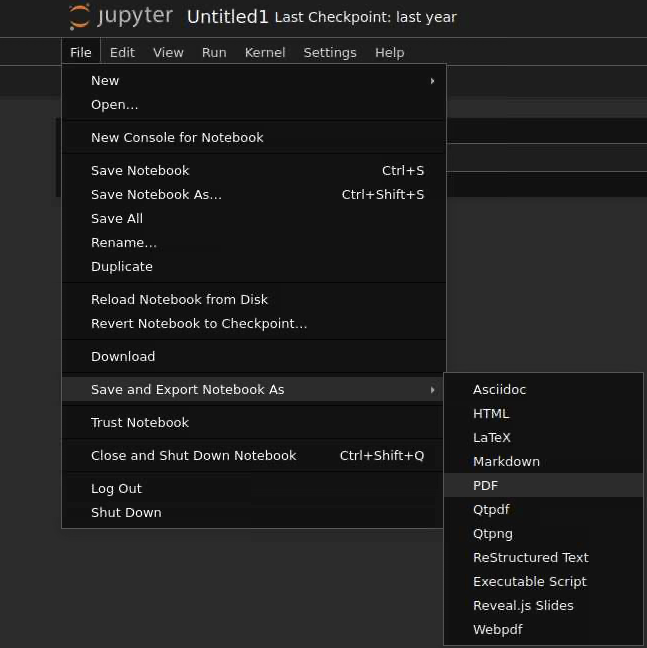 jupyter Untitled1 Last Checkpoint: last year
File Edit View Run Kernel Settings Help
New
Open…
New Console for Notebook
Save Notebook Ctrl+S
Save Notebook As… Ctrl+Shift+S
Save All
Rename…
Duplicate
Reload Notebook from Disk
Revert Notebook to Checkpoint…
Download
Save and Export Notebook As
Trust Notebook
Close and Shut Down Notebook Ctrl+Shift+Q
Log Out
Shut Down
Asciidoc
HTML
LaTeX
Markdown
PDF
Qtpdf
Qtpng
ReStructured Text
Executable Script
Reveal.js Slides
Webpdf